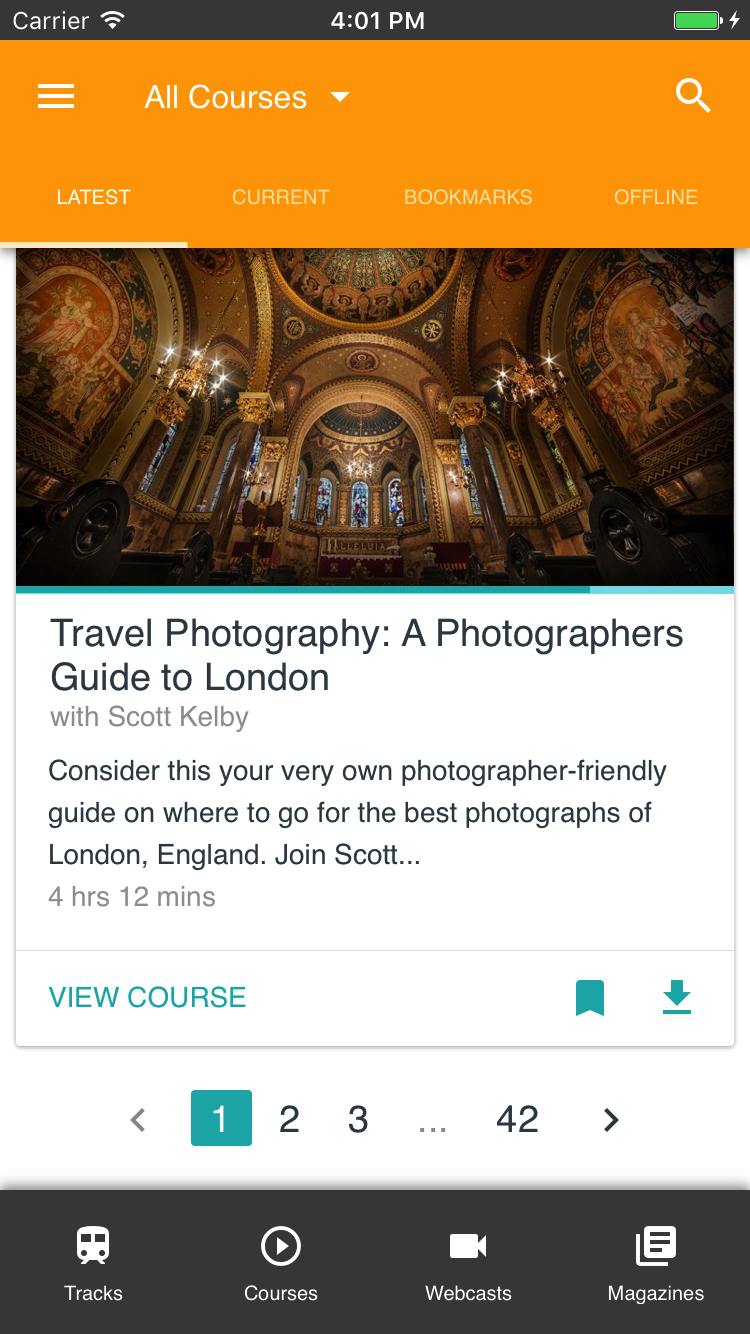 Carrier 4:01 PM
All Courses
LATEST CURRENT BOOKMARKS OFFLINE
HALLELUIA
Travel Photography: A Photographers
Guide to London
with Scott Kelby
Consider this your very own photographer-friendly
guide on where to go for the best photographs of
London, England. Join Scott...
4 hrs 12 mins
VIEW COURSE
1 2 3 ... 42
Tracks Courses Webcasts Magazines